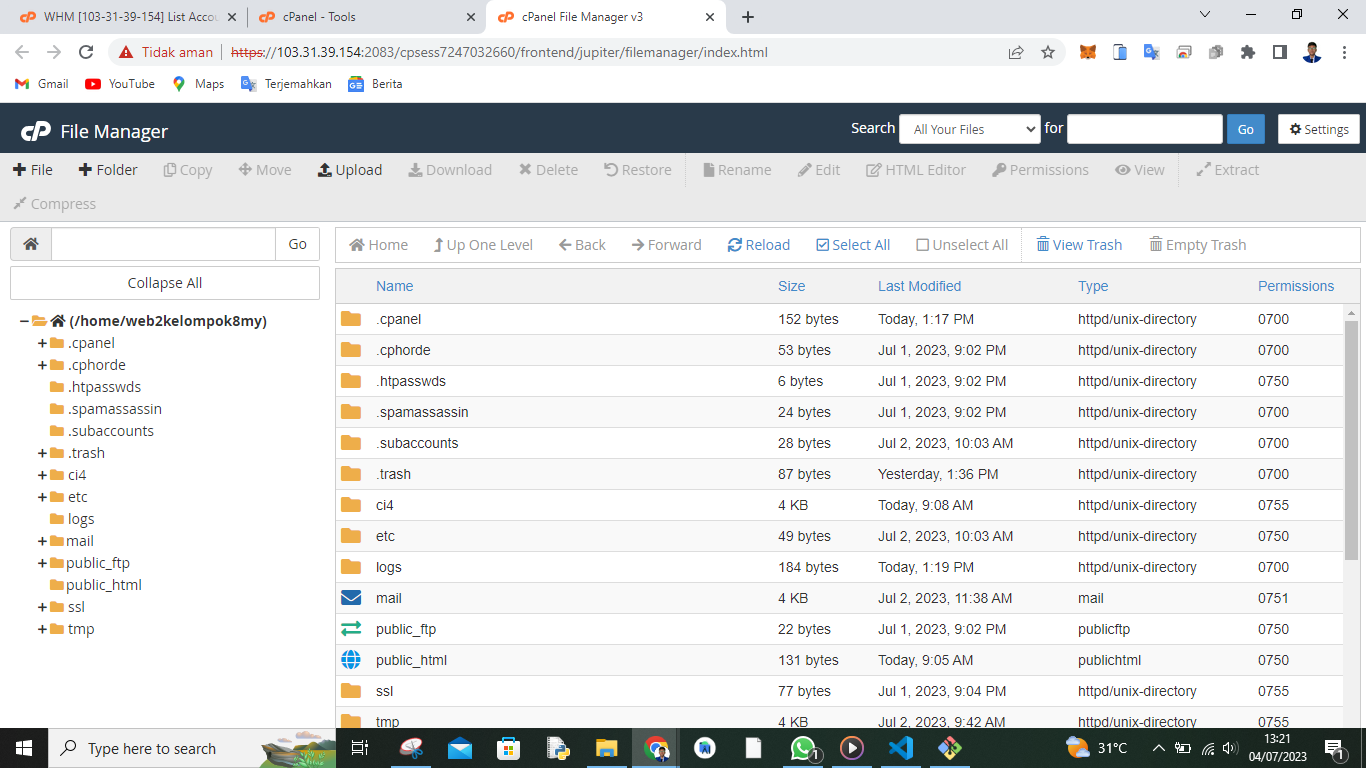 WHM [103-31-39-154] List Accou
cPanel - Tools
cPanel File Manager v3
Tidak aman
https://103.31.39.154:2083/cpsess7247032660/frontend/jupiter/filemanager/index.html
Gmail
YouTube
Maps
Terjemahkan
Berita
cP File Manager
Search
All Your Files
for
Go
Settings
File
Folder
Copy
Move
Upload
Download
Delete
Restore
Rename
Edit
HTML Editor
Permissions
View
Extract
Compress
Go
Collapse All
(/home/web2kelompok8my)
.cpanel
.cphorde
.htpasswds
.spamassassin
.subaccounts
.trash
ci4
etc
logs
mail
public_ftp
public_html
ssl
tmp
Home
Up One Level
Back
Forward
Reload
Select All
Unselect All
View Trash
Empty Trash
Name Size Last Modified Type Permissions
.cpanel 152 bytes Today, 1:17 PM httpd/unix-directory 0700
.cphorde 53 bytes Jul 1, 2023, 9:02 PM httpd/unix-directory 0700
.htpasswds 6 bytes Jul 1, 2023, 9:02 PM httpd/unix-directory 0750
.spamassassin 24 bytes Jul 1, 2023, 9:02 PM httpd/unix-directory 0700
.subaccounts 28 bytes Jul 2, 2023, 10:03 AM httpd/unix-directory 0700
.trash 87 bytes Yesterday, 1:36 PM httpd/unix-directory 0700
ci4 4 KB Today, 9:08 AM httpd/unix-directory 0755
etc 49 bytes Jul 2, 2023, 10:03 AM httpd/unix-directory 0750
logs 184 bytes Today, 1:19 PM httpd/unix-directory 0700
mail 4 KB Jul 2, 2023, 11:38 AM mail 0751
public_ftp 22 bytes Jul 1, 2023, 9:02 PM publicftp 0750
public_html 131 bytes Today, 9:05 AM publichtml 0750
ssl 77 bytes Jul 1, 2023, 9:04 PM httpd/unix-directory 0755
tmp 4 KB Jul 2, 2023, 9:42 AM httpd/unix-directory 0755
Type here to search
1
31°C
13:21
04/07/2023
1